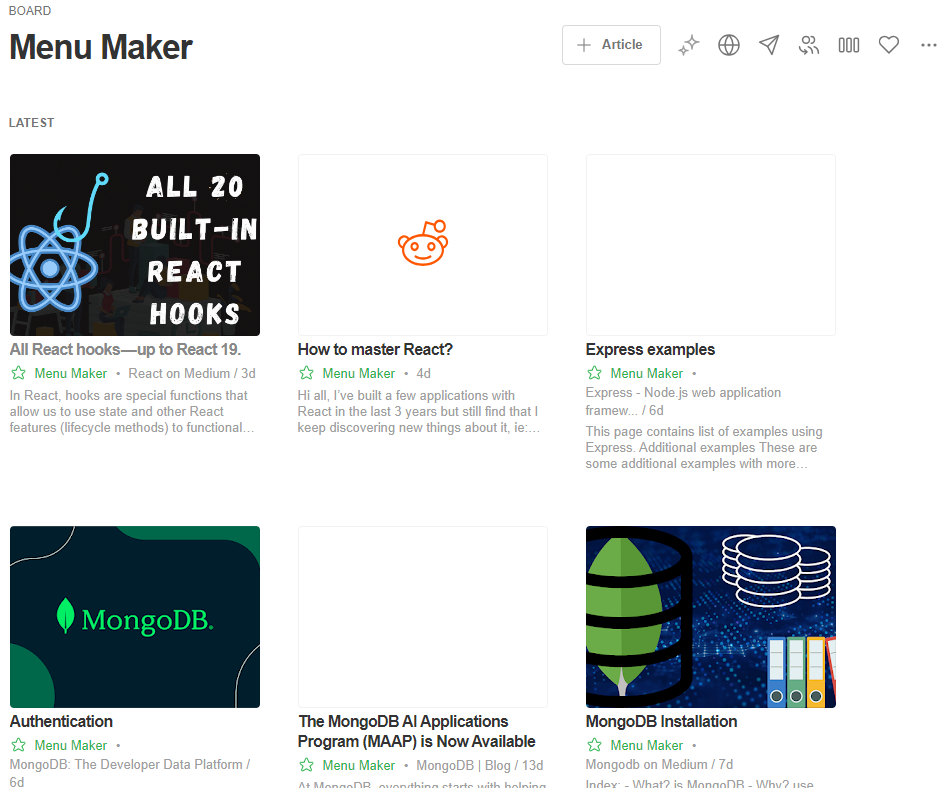 BOARD
Menu Maker
Article
LATEST
ALL 20
BUILT-IN
REACT
HOOKS
All React hooks—up to React 19.
Menu Maker • React on Medium / 3d
In React, hooks are special functions that
allow us to use state and other React
features (lifecycle methods) to functional…
How to master React?
Menu Maker • 4d
Hi all, I’ve built a few applications with
React in the last 3 years but still find that I
keep discovering new things about it, ie:…
Express examples
Menu Maker •
Express - Node.js web application
framew... / 6d
This page contains list of examples using
Express. Additional examples These are
some additional examples with more…
MongoDB.
Authentication
Menu Maker •
MongoDB: The Developer Data Platform /
6d
The MongoDB AI Applications
Program (MAAP) is Now Available
Menu Maker • MongoDB | Blog / 13d
At MongoDB, everything starts with helping
MongoDB Installation
Menu Maker •
Mongodb on Medium / 7d
Index: - What? is MongoDB - Why? use